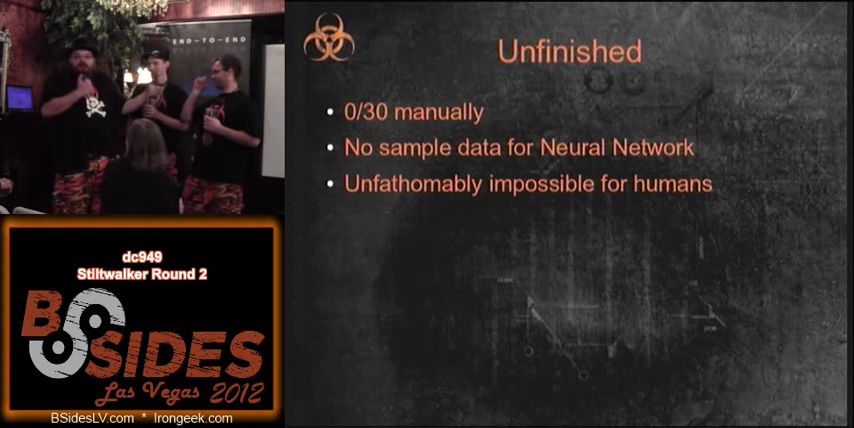 END-TO-END
Unfinished
0/30 manually
No sample data for Neural Network
Unfathomably impossible for humans
dc949
Stiltwalker Round 2
BSIDES
Las Vegas 2012
BSidesLV.com * Irongeek.com